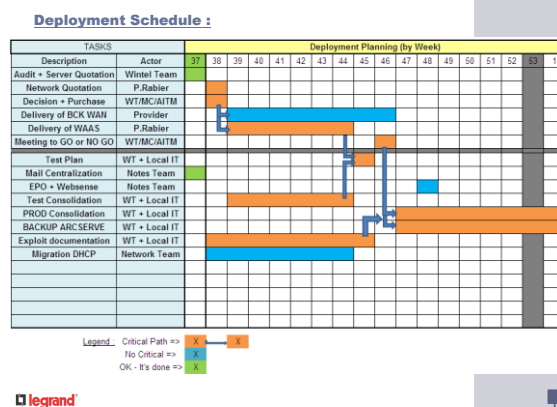 Deployment Schedule :
TASKS Deployment Planning (by Week)
Description Actor 37 38 39 40 41 42 43 44 45 46 47 48 49 50 51 52 53 1
Audit + Server Quotation Wintel Team
Network Quotation P.Rabier
Decision + Purchase WT/MC/AITM
Delivery of BCK WAN Provider
Delivery of WAAS P.Rabier
Meeting to GO or NO GO WT/MC/AITM
Test Plan WT + Local IT
Mail Centralization Notes Team
EPO + Websense Notes Team
Test Consolidation WT + Local IT
PROD Consolidation WT + Local IT
BACKUP ARCSERVE WT + Local IT
Exploit documentation WT + Local IT
Migration DHCP Network Team
Legend : Critical Path => X X
No Critical => X
OK - It's done => X
legrand